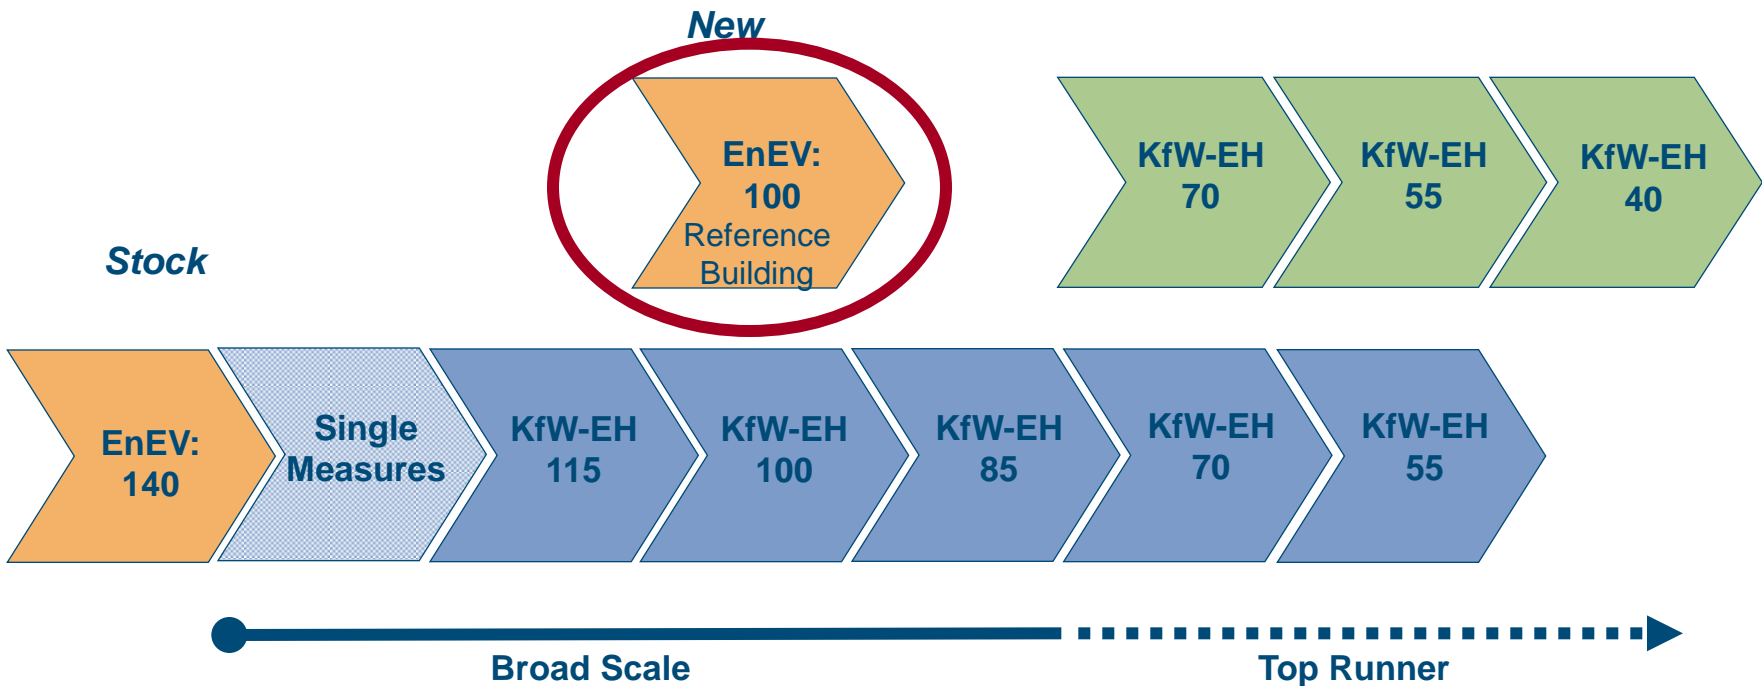 New
EnEV:
100
Reference
Building
KfW-EH
70
KfW-EH
55
KfW-EH
40
Stock
EnEV:
140
Single
Measures
KfW-EH
115
KfW-EH
100
KfW-EH
85
KfW-EH
70
KfW-EH
55
Broad Scale
Top Runner